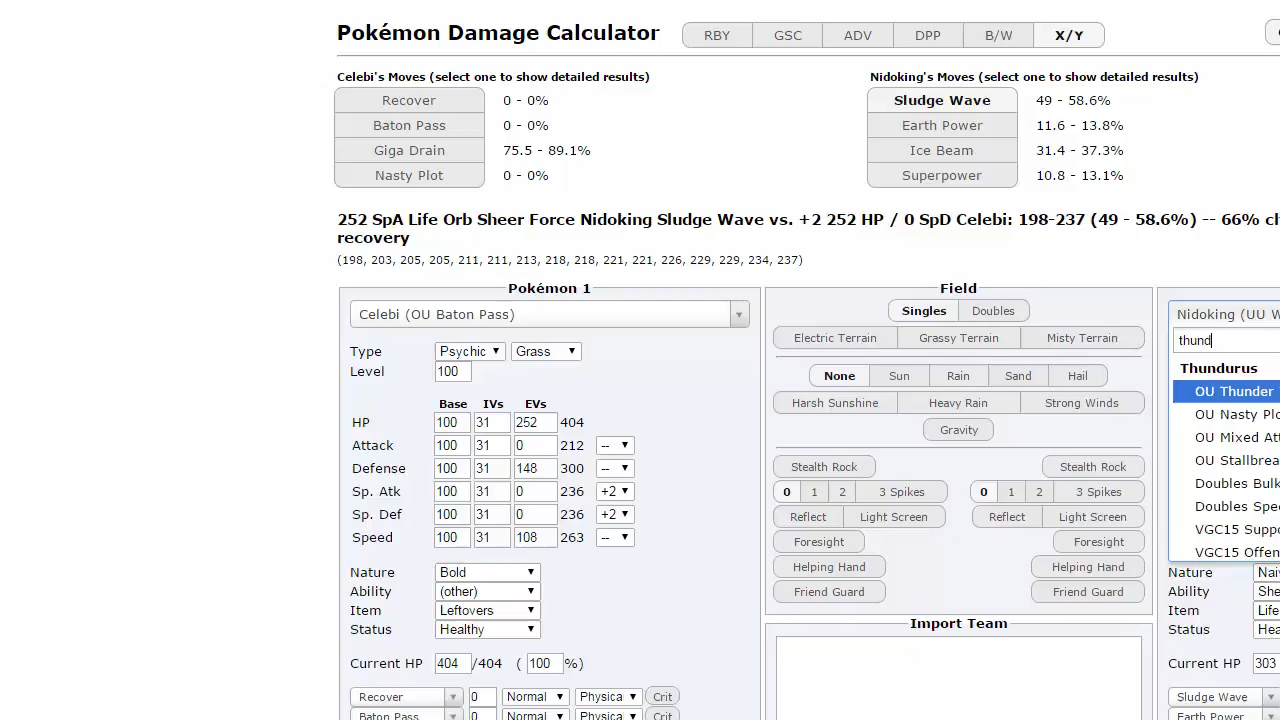 Pokémon Damage Calculator RBY GSC ADV DPP B/W X/Y
Celebi's Moves (select one to show detailed results)
Recover 0 - 0%
Baton Pass 0 - 0%
Giga Drain 75.5 - 89.1%
Nasty Plot 0 - 0%
Nidoking's Moves (select one to show detailed results)
Sludge Wave 49 - 58.6%
Earth Power 11.6 - 13.8%
Ice Beam 31.4 - 37.3%
Superpower 10.8 - 13.1%
252 SpA Life Orb Sheer Force Nidoking Sludge Wave vs. +2 252 HP / 0 SpD Celebi: 198-237 (49 - 58.6%) -- 66%
recovery
(198, 203, 205, 205, 211, 211, 213, 218, 218, 221, 221, 226, 229, 229, 234, 237)
Pokémon 1
Celebi (OU Baton Pass)
Type Psychic Grass
Level 100
Base IVs EVs
HP 100 31 252 404
Attack 100 31 0 212 --
Defense 100 31 148 300 --
Sp. Atk 100 31 0 236 +2
Sp. Def 100 31 0 236 +2
Speed 100 31 108 263 --
Nature Bold
Ability (other)
Item Leftovers
Status Healthy
Current HP 404 /404 ( 100 %)
Recover 0 Normal Physica Crit
Baton Pass 0 Normal Physica Crit
Field
Singles Doubles
Electric Terrain Grassy Terrain Misty Terrain
None Sun Rain Sand Hail
Harsh Sunshine Heavy Rain Strong Winds
Gravity
Stealth Rock Stealth Rock
0 1 2 3 Spikes 0 1 2 3 Spikes
Reflect Light Screen Reflect Light Screen
Foresight Foresight
Helping Hand Helping Hand
Friend Guard Friend Guard
Import Team
Nidoking (UU
thund
Thundurus
OU Thunder
OU Nasty Plo
OU Mixed Att
OU Stallbrea
Doubles Bulk
Doubles Spe
VGC15 Suppo
VGC15 Offen
Nature Nai
Ability She
Item Life
Status Hea
Current HP 303
Sludge Wave
Earth Power